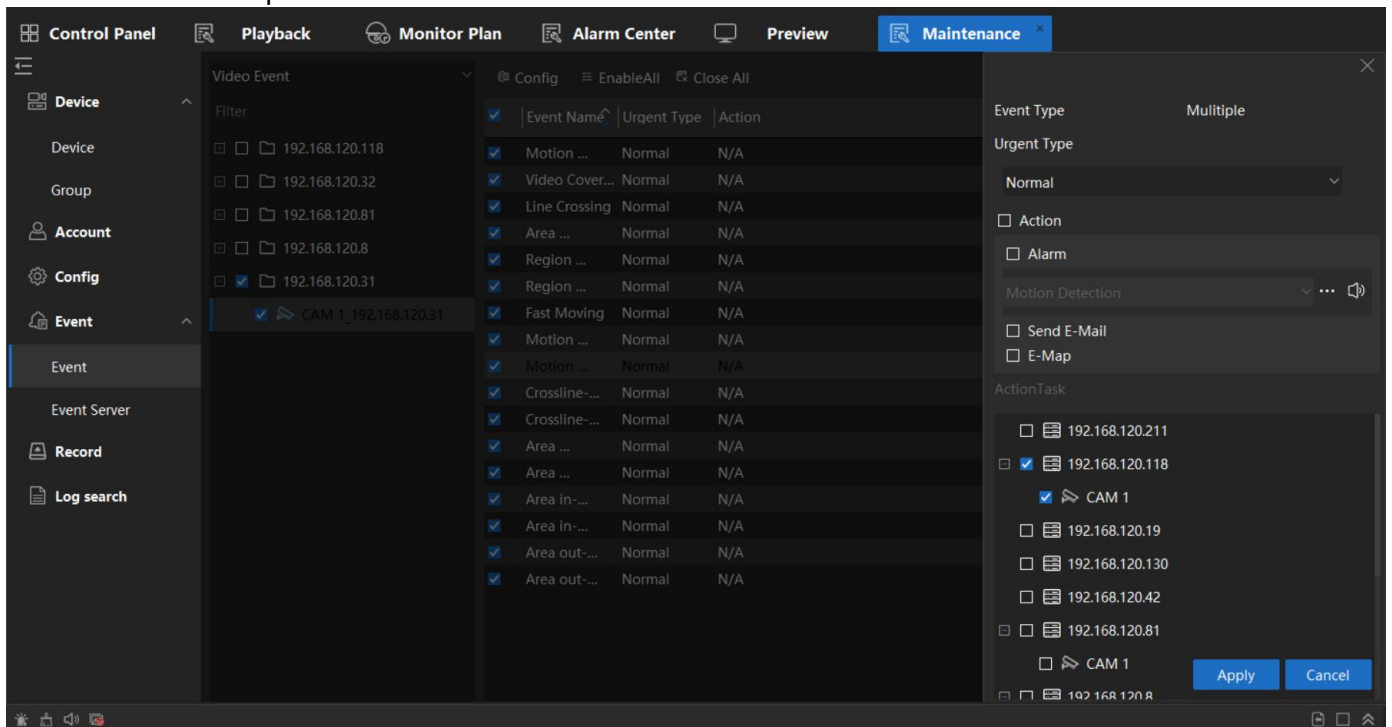 Control Panel Playback Monitor Plan Alarm Center Preview Maintenance ×
Device
Device
Group
Account
Config
Event
Event
Event Server
Record
Log search
Video Event
Filter
192.168.120.118
192.168.120.32
192.168.120.81
192.168.120.8
192.168.120.31
CAM 1_192.168.120.31
Config EnableAll Close All
Event Name Urgent Type Action
Motion ... Normal N/A
Video Cover... Normal N/A
Line Crossing Normal N/A
Area ... Normal N/A
Region ... Normal N/A
Region ... Normal N/A
Fast Moving Normal N/A
Motion ... Normal N/A
Motion ... Normal N/A
Crossline-... Normal N/A
Crossline-... Normal N/A
Area ... Normal N/A
Area ... Normal N/A
Area in-... Normal N/A
Area in-... Normal N/A
Area out-... Normal N/A
Area out-... Normal N/A
Event Type Mulitiple
Urgent Type
Normal
Action
Alarm
Motion Detection ...
Send E-Mail
E-Map
ActionTask
192.168.120.211
192.168.120.118
CAM 1
192.168.120.19
192.168.120.130
192.168.120.42
192.168.120.81
CAM 1
192.168.120.8
Apply Cancel